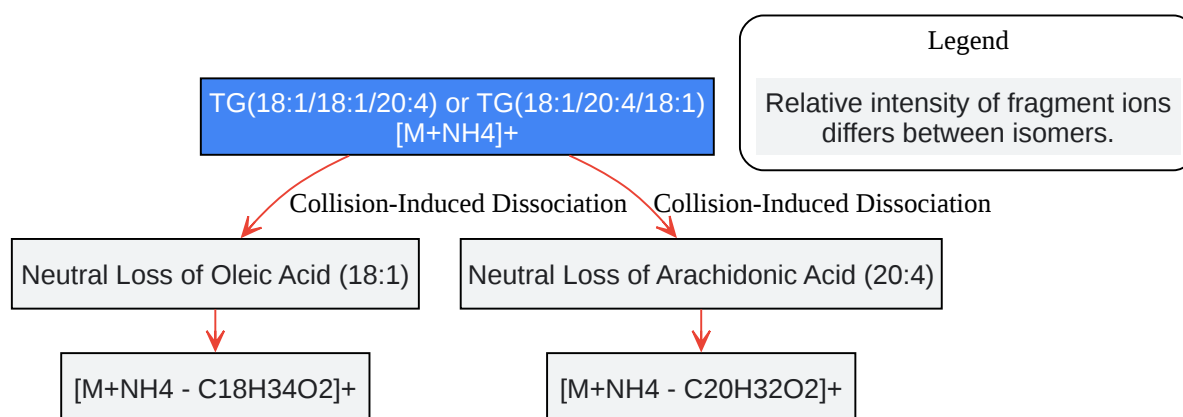 Legend
TG(18:1/18:1/20:4) or TG(18:1/20:4/18:1)
[M+NH4]+
Relative intensity of fragment ions
differs between isomers.
Collision-Induced Dissociation
Collision-Induced Dissociation
Neutral Loss of Oleic Acid (18:1)
Neutral Loss of Arachidonic Acid (20:4)
[M+NH4 - C18H34O2]+
[M+NH4 - C20H32O2]+